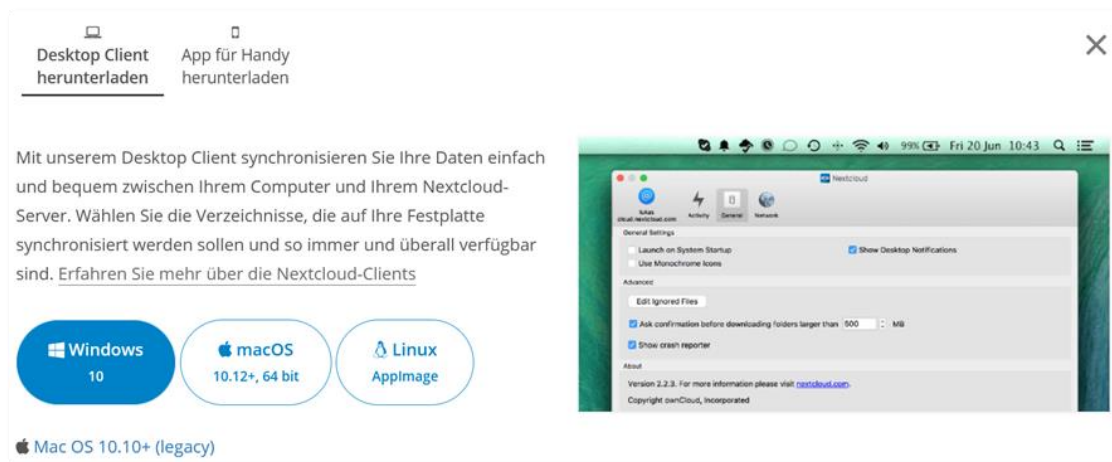 Desktop Client
herunterladen
App für Handy
herunterladen
Mit unserem Desktop Client synchronisieren Sie Ihre Daten einfach
und bequem zwischen Ihrem Computer und Ihrem Nextcloud-
Server. Wählen Sie die Verzeichnisse, die auf Ihre Festplatte
synchronisiert werden sollen und so immer und überall verfügbar
sind. Erfahren Sie mehr über die Nextcloud-Clients
Windows
10
macOS
10.12+, 64 bit
Linux
AppImage
Mac OS 10.10+ (legacy)
99% Fri 20 Jun 10:43
Nextcloud
lukas
cloud.nextcloud.com
Activity
General
Network
General Settings
Launch on System Startup
Show Desktop Notifications
Use Monochrome Icons
Advanced
Edit Ignored Files
Ask confirmation before downloading folders larger than 500 MB
Show crash reporter
About
Version 2.2.3. For more information please visit nextcloud.com.
Copyright ownCloud, Incorporated